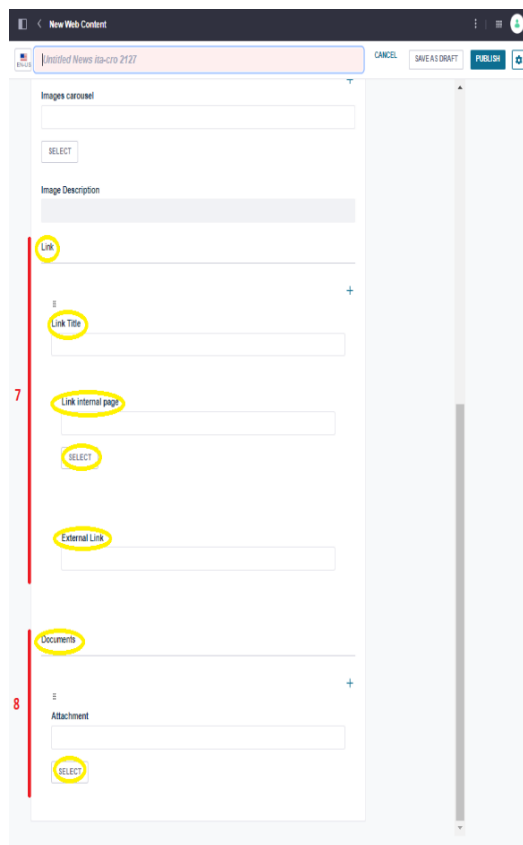 New Web Content
EN-US
Untitled News ita-cro 2127
CANCEL
SAVE AS DRAFT
PUBLISH
Images carousel
SELECT
Image Description
Link
Link Title
7
Link internal page
SELECT
External Link
Documents
8
Attachment
SELECT